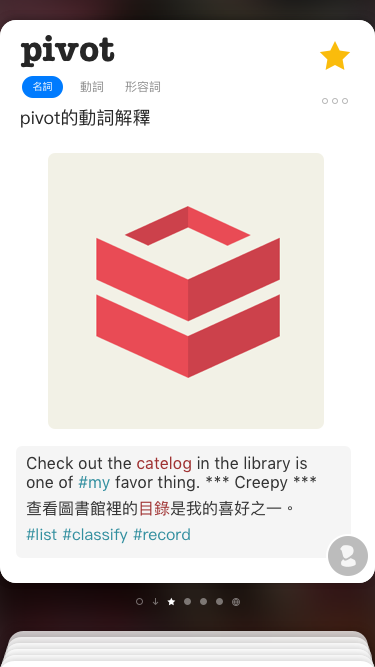 pivot
名詞 動詞 形容詞
pivot的動詞解釋
Check out the catelog in the library is
one of #my favor thing. *** Creepy ***
查看圖書館裡的目錄是我的喜好之一。
#list #classify #record